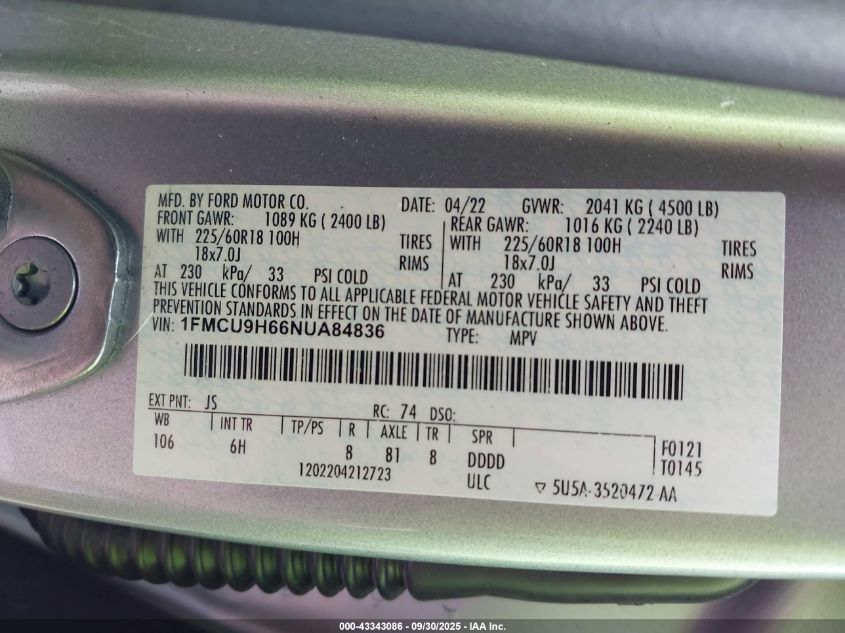 MFD. BY FORD MOTOR CO. DATE: 04/22 GVWR: 2041 KG ( 4500 LB)
FRONT GAWR: 1089 KG ( 2400 LB) REAR GAWR: 1016 KG ( 2240 LB)
WITH 225/60R18 100H TIRES WITH 225/60R18 100H TIRES
18x7.0J RIMS 18x7.0J RIMS
AT 230 kPa/ 33 PSI COLD AT 230 kPa/ 33 PSI COLD
THIS VEHICLE CONFORMS TO ALL APPLICABLE FEDERAL MOTOR VEHICLE SAFETY AND THEFT
PREVENTION STANDARDS IN EFFECT ON THE DATE OF MANUFACTURE SHOWN ABOVE.
VIN: 1FMCU9H66NUA84836 TYPE: MPV
EXT PNT: JS RC: 74 DSO:
WB INT TR TP/PS R AXLE TR SPR
106 6H 8 81 8 DDDD F0121
1202204212723 ULC T0145
▽ 5U5A-3520472-AA
000-43343086 - 09/30/2025 - IAA Inc.